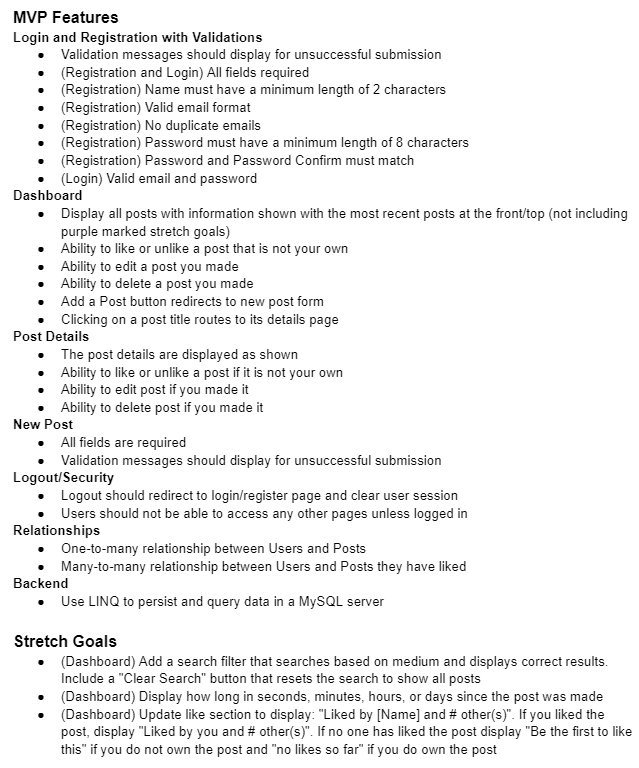 MVP Features
Login and Registration with Validations
● Validation messages should display for unsuccessful submission
● (Registration and Login) All fields required
● (Registration) Name must have a minimum length of 2 characters
● (Registration) Valid email format
● (Registration) No duplicate emails
● (Registration) Password must have a minimum length of 8 characters
● (Registration) Password and Password Confirm must match
● (Login) Valid email and password
Dashboard
● Display all posts with information shown with the most recent posts at the front/top (not including
purple marked stretch goals)
● Ability to like or unlike a post that is not your own
● Ability to edit a post you made
● Ability to delete a post you made
● Add a Post button redirects to new post form
● Clicking on a post title routes to its details page
Post Details
● The post details are displayed as shown
● Ability to like or unlike a post if it is not your own
● Ability to edit post if you made it
● Ability to delete post if you made it
New Post
● All fields are required
● Validation messages should display for unsuccessful submission
Logout/Security
● Logout should redirect to login/register page and clear user session
● Users should not be able to access any other pages unless logged in
Relationships
● One-to-many relationship between Users and Posts
● Many-to-many relationship between Users and Posts they have liked
Backend
● Use LINQ to persist and query data in a MySQL server
Stretch Goals
● (Dashboard) Add a search filter that searches based on medium and displays correct results.
Include a "Clear Search" button that resets the search to show all posts
● (Dashboard) Display how long in seconds, minutes, hours, or days since the post was made
● (Dashboard) Update like section to display: "Liked by [Name] and # other(s)". If you liked the
post, display "Liked by you and # other(s)". If no one has liked the post display "Be the first to like
this" if you do not own the post and "no likes so far" if you do own the post